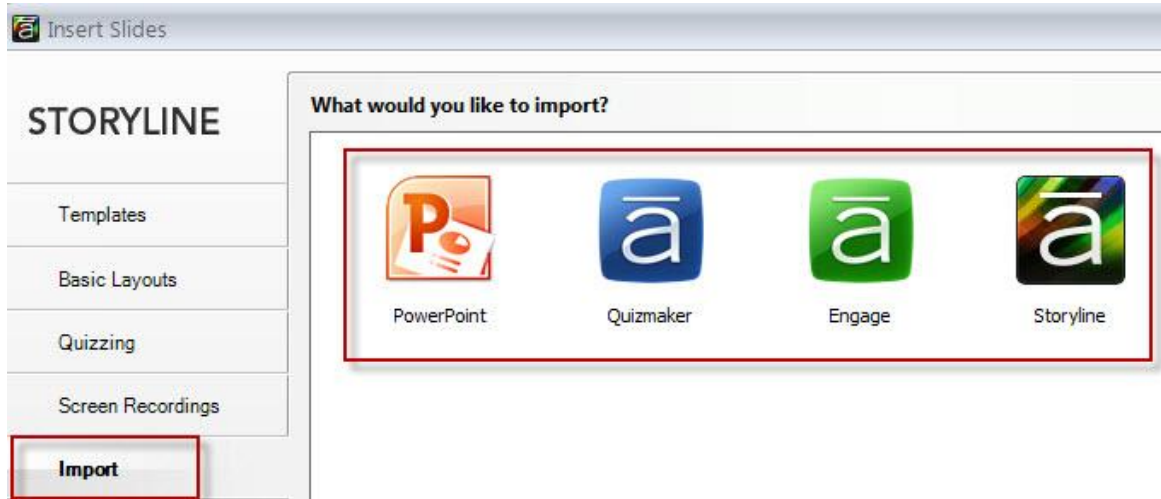 Insert Slides
STORYLINE
Templates
Basic Layouts
Quizzing
Screen Recordings
Import
What would you like to import?
PowerPoint
Quizmaker
Engage
Storyline